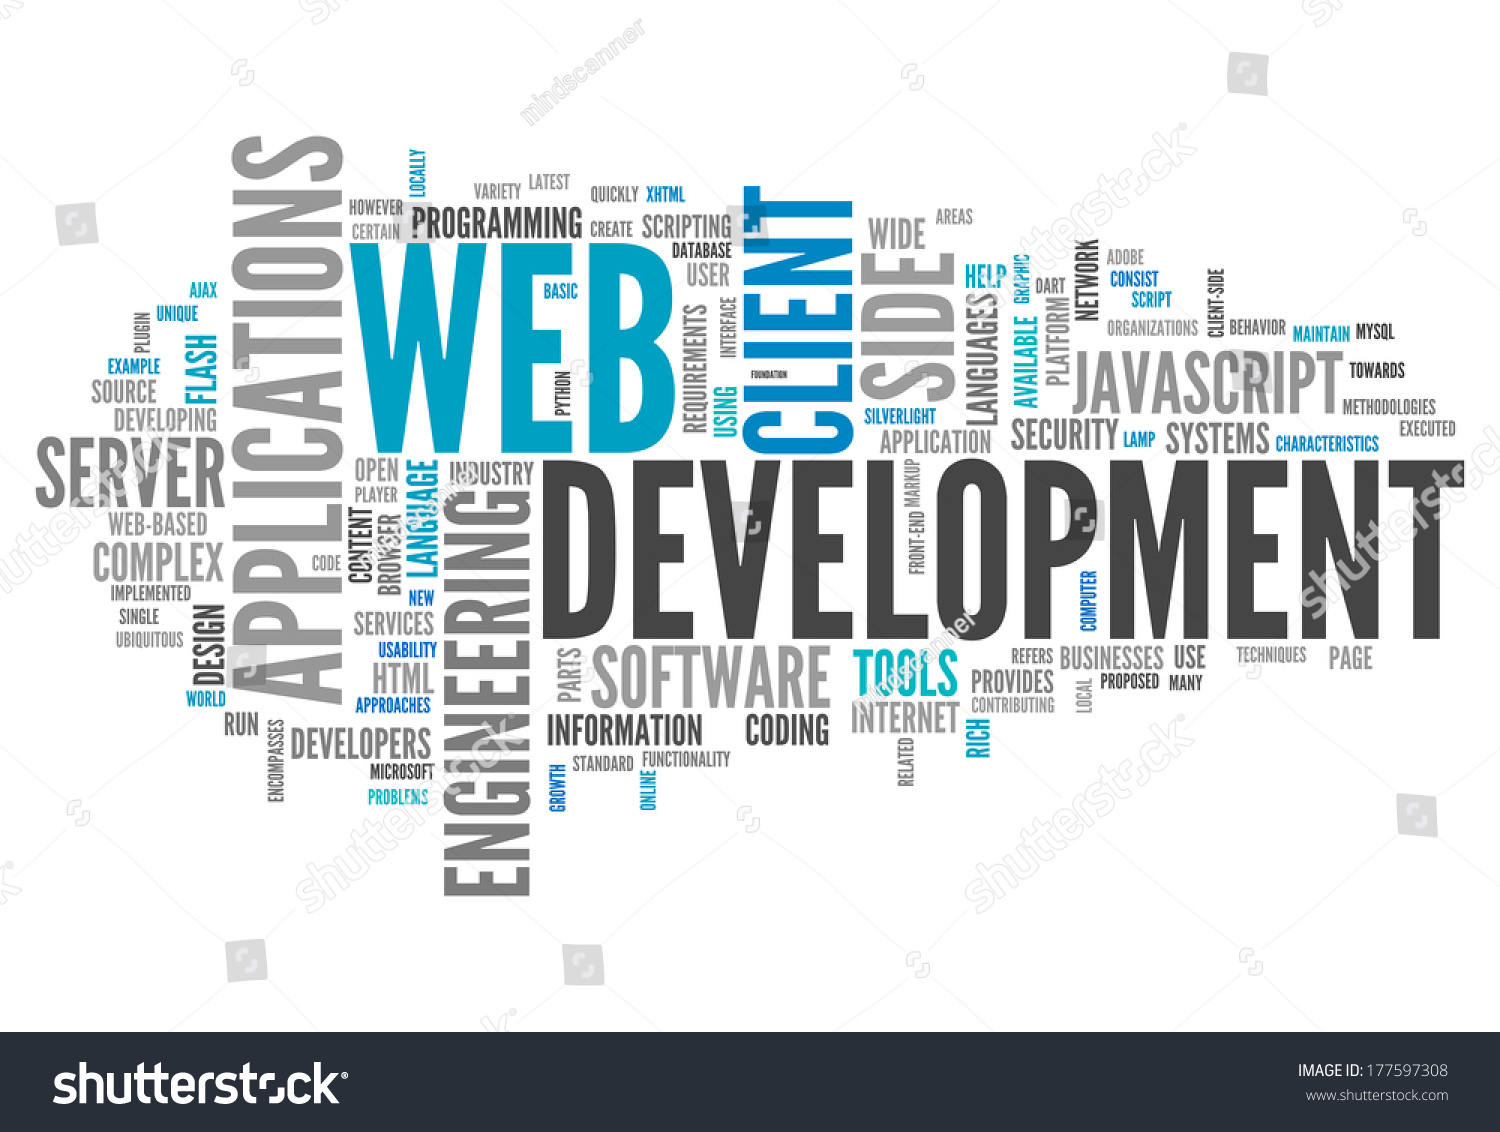 mindscanner
APPLICATIONS
LOCALLY
VARIETY
LATEST
QUICKLY
XHTML
HOWEVER
CERTAIN
PROGRAMMING
CREATE
SCRIPTING
DATABASE
USER
WEB
BASIC
PYTHON
REQUIREMENTS
INTERFACE
USING
FOUNDATION
CLIENT
WIDE
AREAS
SIDE
SILVERLIGHT
APPLICATION
HELP
GRAPHIC
LANGUAGES
AVAILABLE
DART
PLATFORM
NETWORK
ADOBE
CONSIST
SCRIPT
ORGANIZATIONS
CLIENT-SIDE
BEHAVIOR
MAINTAIN
MYSQL
JAVASCRIPT
TOWARDS
METHODOLOGIES
EXECUTED
SECURITY
LAMP
SYSTEMS
CHARACTERISTICS
AJAX
UNIQUE
PLUGIN
FLASH
EXAMPLE
SOURCE
DEVELOPING
SERVER
WEB-BASED
COMPLEX
IMPLEMENTED
SINGLE
UBIQUITOUS
DESIGN
WORLD
RUN
ENCOMPASSES
CODE
OPEN
PLAYER
CONTENT
BROWSER
LANGUAGE
INDUSTRY
NEW
SERVICES
USABILITY
HTML
APPROACHES
DEVELOPERS
MICROSOFT
PROBLEMS
ENGINEERING
DEVELOPMENT
FRONT-END
MARKUP
COMPUTER
PARTS
SOFTWARE
INFORMATION
CODING
GROWTH
STANDARD
FUNCTIONALITY
ONLINE
TOOLS
INTERNET
RELATED
RICH
PROVIDES
CONTRIBUTING
REFERS
BUSINESSES
USE
LOCAL
PROPOSED
MANY
TECHNIQUES
PAGE
mindscanner
shutterstock
shutterstock
shutterstock
shutterstock
shutterstock
IMAGE ID: 177597308
www.shutterstock.com